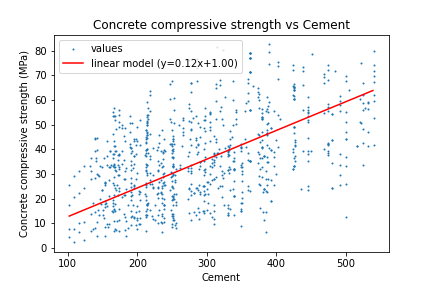 Concrete compressive strength vs Cement
values
linear model (y=0.12x+1.00)
Concrete compressive strength (MPa)
80
70
60
50
40
30
20
10
0
100 200 300 400 500
Cement